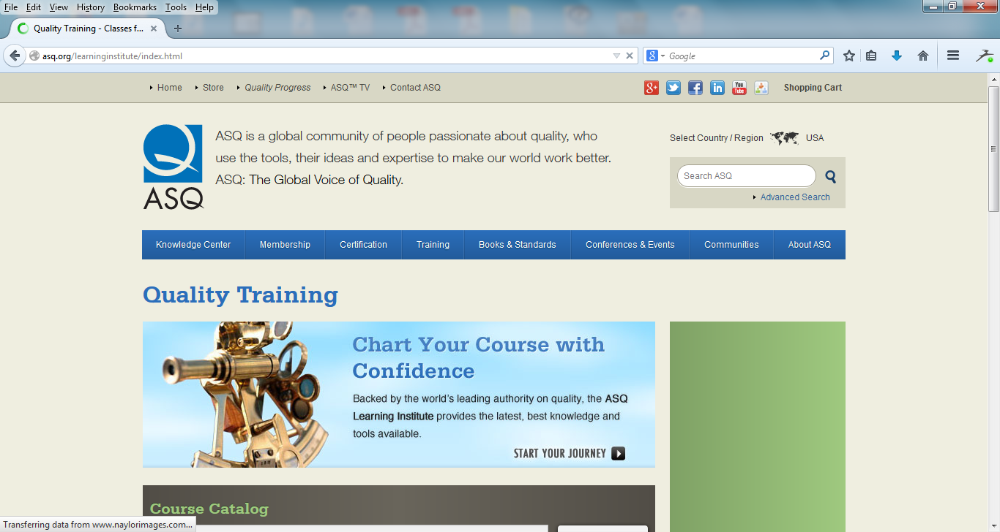 File Edit View History Bookmarks Tools Help
Quality Training - Classes f...
asq.org/learninginstitute/index.html
Google
Home Store Quality Progress ASQ™ TV Contact ASQ
You Tube
Shopping Cart
ASQ is a global community of people passionate about quality, who
use the tools, their ideas and expertise to make our world work better.
ASQ: The Global Voice of Quality.
ASQ
Select Country / Region USA
Search ASQ
Advanced Search
Knowledge Center Membership Certification Training Books & Standards Conferences & Events Communities About ASQ
Quality Training
Chart Your Course with
Confidence
Backed by the world's leading authority on quality, the ASQ
Learning Institute provides the latest, best knowledge and
tools available.
START YOUR JOURNEY
Course Catalog
Transferring data from www.naylorimages.com...